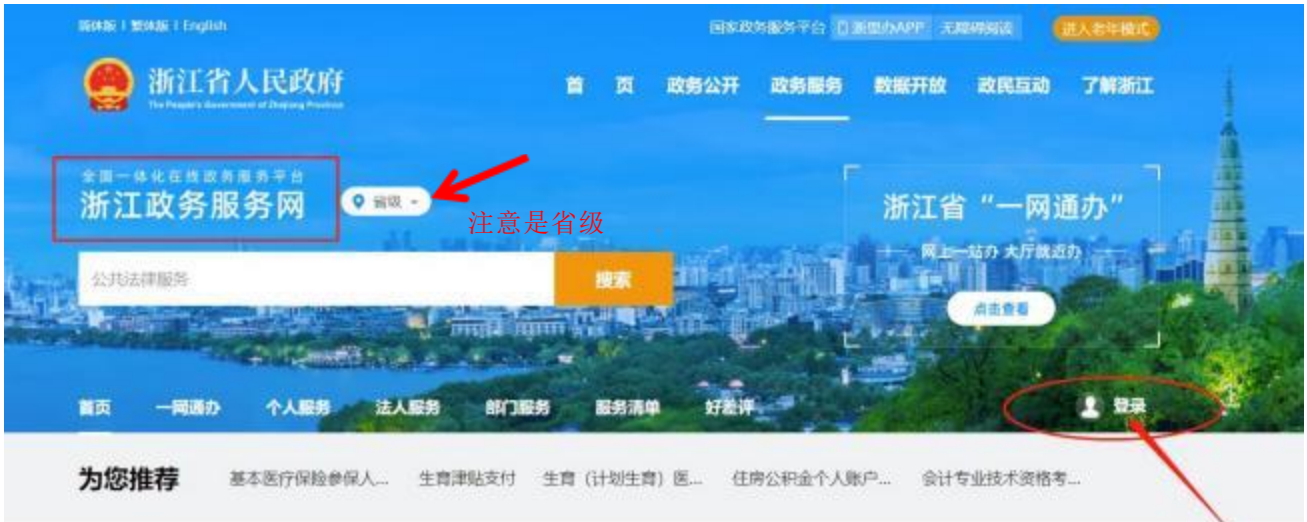 简体版 | 繁体版 | English
国家政务服务平台 浙里办APP 无障碍阅读 进入老年模式
浙江省人民政府
The People's Government of Zhejiang Province
首 页 政务公开 政务服务 数据开放 政民互动 了解浙江
全国一体化在线政务服务平台
浙江政务服务网
省级
注意是省级
浙江省“一网通办”
网上一站办 大厅就近办
公共法律服务
搜索
点击查看
首页 一网通办 个人服务 法人服务 部门服务 服务清单 好差评
登录
为您推荐 基本医疗保险参保人... 生育津贴支付 生育（计划生育）医... 住房公积金个人账户... 会计专业技术资格考...